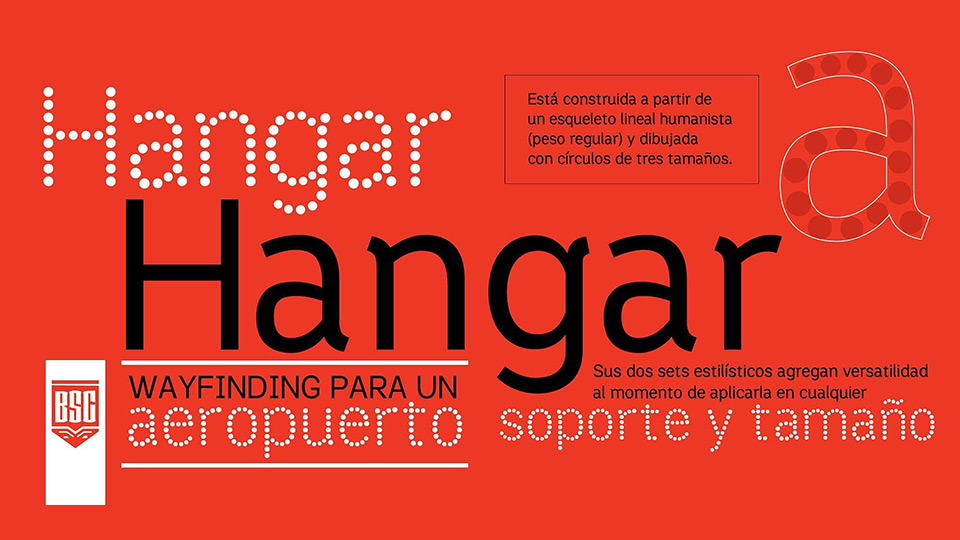 Hangar
Está construida a partir de
un esqueleto lineal humanista
(peso regular) y dibujada
con círculos de tres tamaños.
a
Hangar
BSG
WAYFINDING PARA UN
aeropuerto
Sus dos sets estilísticos agregan versatilidad
al momento de aplicarla en cualquier
soporte y tamaño